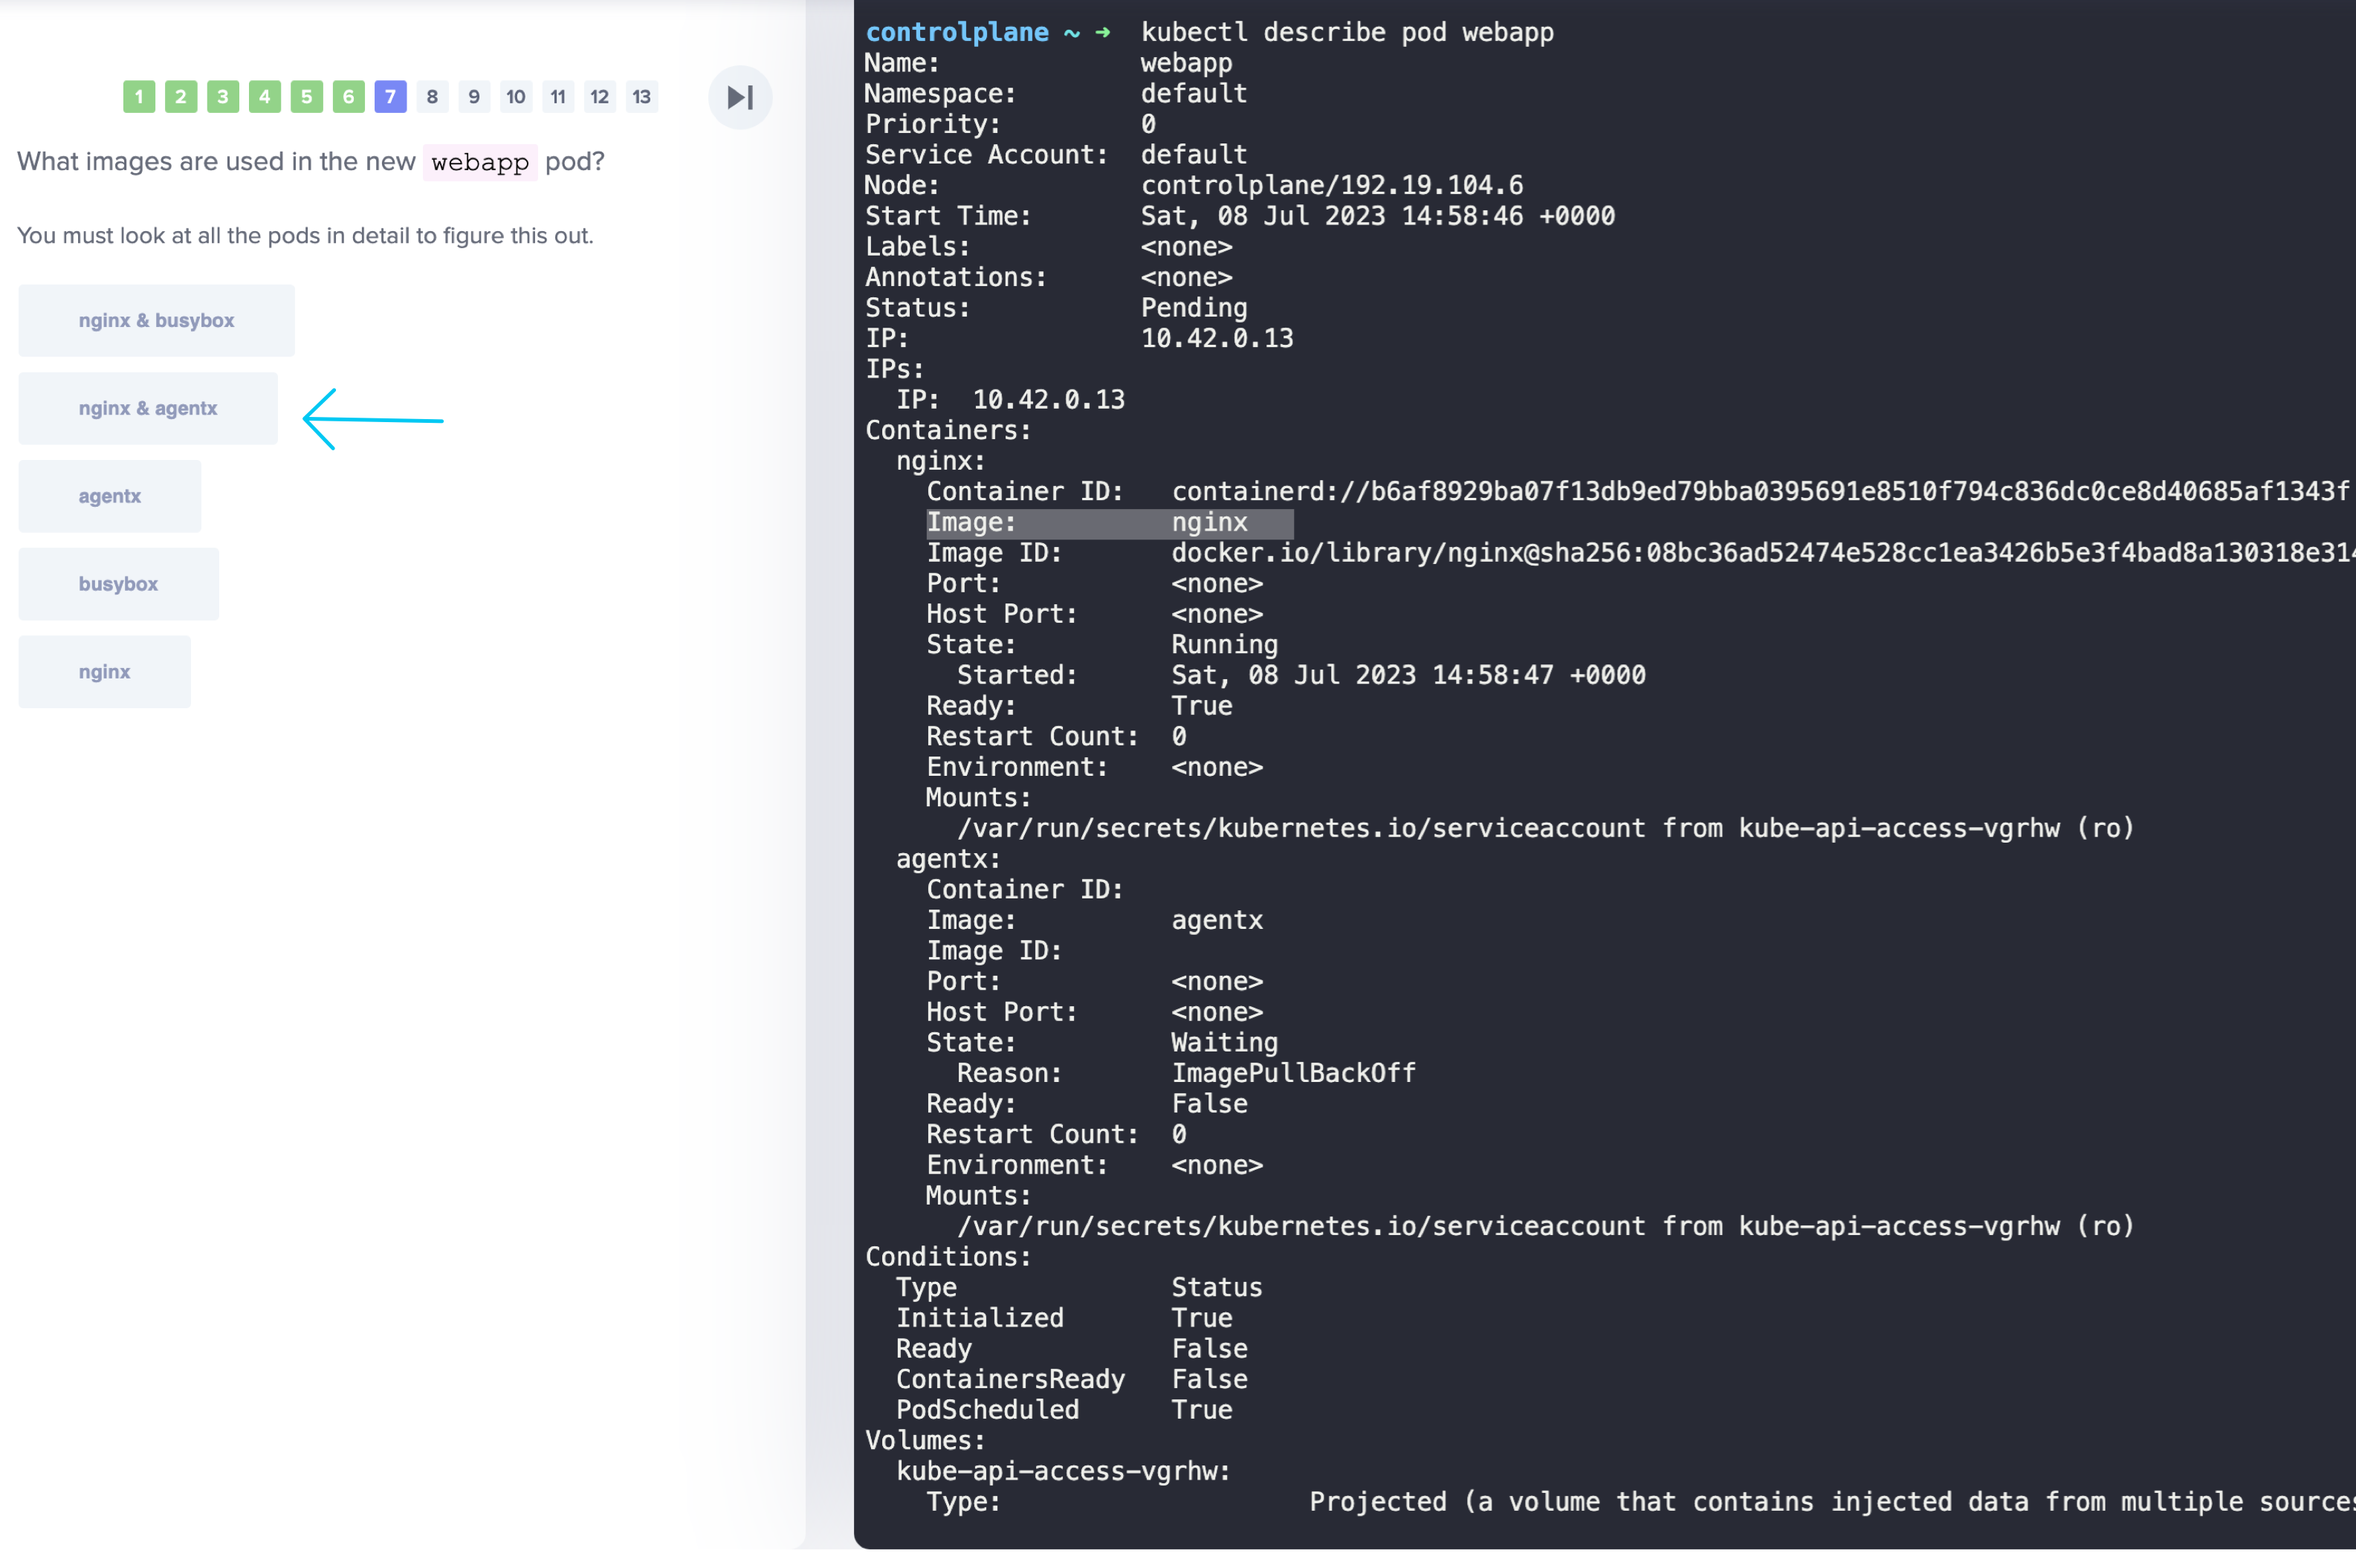 1 2 3 4 5 6 7 8 9 10 11 12 13
What images are used in the new webapp pod?
You must look at all the pods in detail to figure this out.
nginx & busybox
nginx & agentx
agentx
busybox
nginx
controlplane ~ ➜  kubectl describe pod webapp
Name:             webapp
Namespace:        default
Priority:         0
Service Account:  default
Node:             controlplane/192.19.104.6
Start Time:       Sat, 08 Jul 2023 14:58:46 +0000
Labels:           <none>
Annotations:      <none>
Status:           Pending
IP:               10.42.0.13
IPs:
  IP:  10.42.0.13
Containers:
  nginx:
    Container ID:   containerd://b6af8929ba07f13db9ed79bba0395691e8510f794c836dc0ce8d40685af1343f
    Image:          nginx
    Image ID:       docker.io/library/nginx@sha256:08bc36ad52474e528cc1ea3426b5e3f4bad8a130318e314
    Port:           <none>
    Host Port:      <none>
    State:          Running
      Started:      Sat, 08 Jul 2023 14:58:47 +0000
    Ready:          True
    Restart Count:  0
    Environment:    <none>
    Mounts:
      /var/run/secrets/kubernetes.io/serviceaccount from kube-api-access-vgrhw (ro)
  agentx:
    Container ID:
    Image:          agentx
    Image ID:
    Port:           <none>
    Host Port:      <none>
    State:          Waiting
      Reason:       ImagePullBackOff
    Ready:          False
    Restart Count:  0
    Environment:    <none>
    Mounts:
      /var/run/secrets/kubernetes.io/serviceaccount from kube-api-access-vgrhw (ro)
Conditions:
  Type              Status
  Initialized       True
  Ready             False
  ContainersReady   False
  PodScheduled      True
Volumes:
  kube-api-access-vgrhw:
    Type:                    Projected (a volume that contains injected data from multiple sources